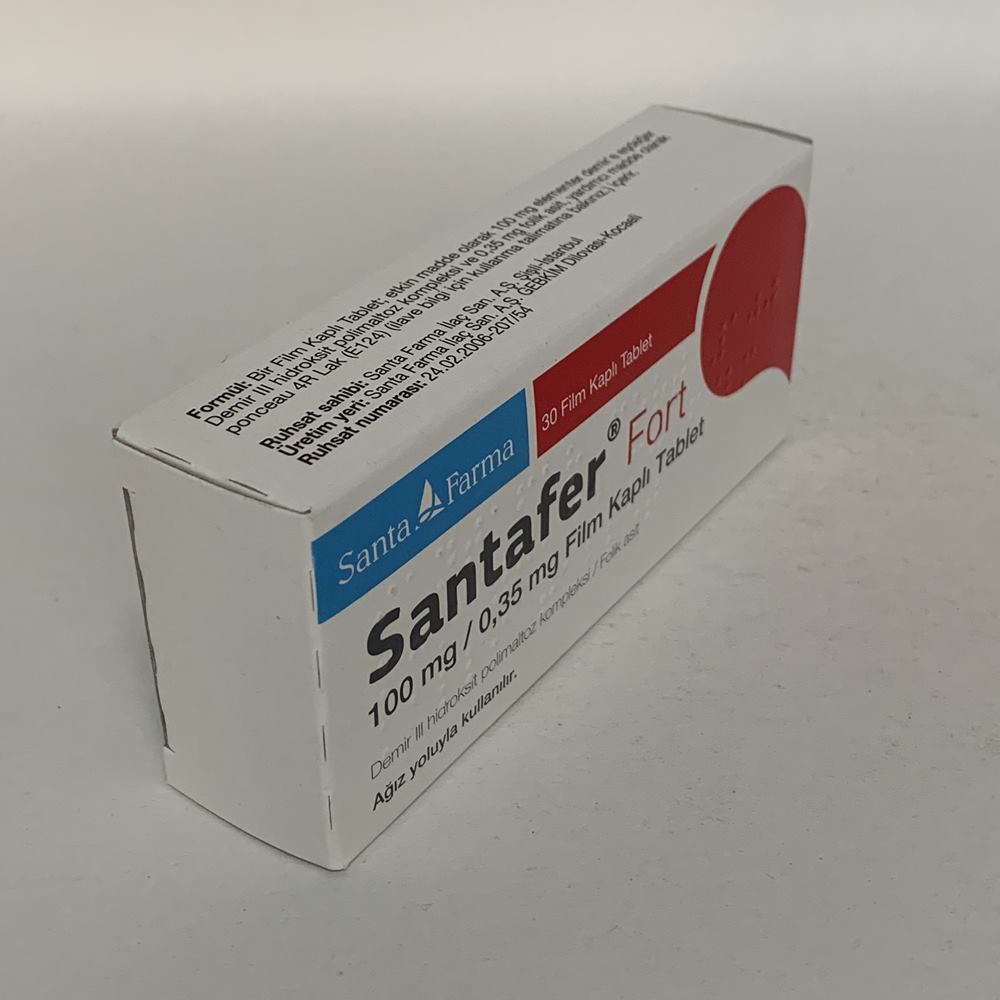 Formül: Bir Film Kaplı Tablet; etkin madde olarak 100 mg elementer demir'e eşdeğer
Demir III hidroksit polimaltoz kompleksi ve 0,35 mg folik asit, yardımcı madde olarak
ponceau 4R Lak (E124) (ilave bilgi için kullanma talimatına bakınız.) içerir.
Ruhsat sahibi: Santa Farma İlaç San. A.Ş. Şişli-İstanbul
Üretim yeri: Santa Farma İlaç San. A.Ş. GEBKİM Dilovası-Kocaeli
Ruhsat numarası: 24.02.2006-207/54
Santa Farma
30 Film Kaplı Tablet
Santafer® Fort
100 mg / 0,35 mg Film Kaplı Tablet
Demir III hidroksit polimaltoz kompleksi / Folik asit
Ağız yoluyla kullanılır.